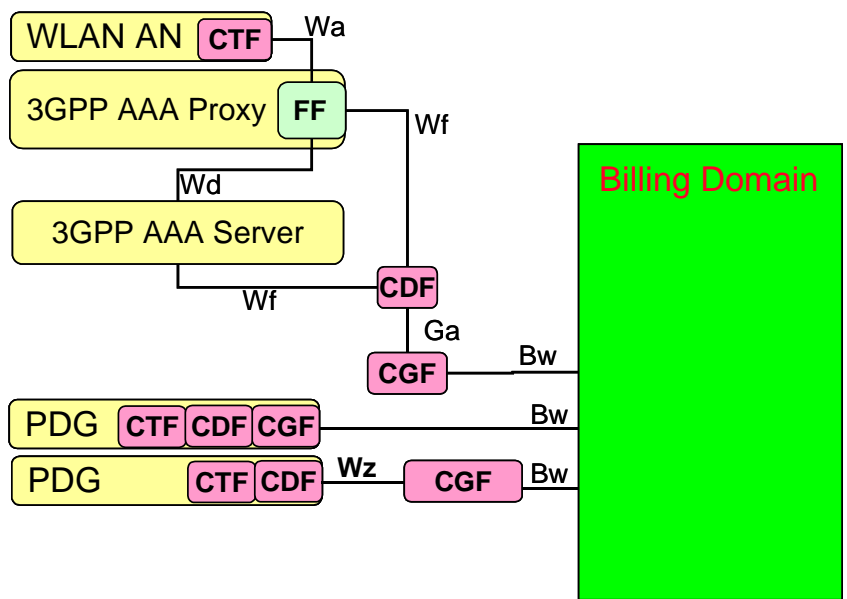 Wa
WLAN AN CTF
3GPP AAA Proxy FF
Wf
Wd
Billing Domain
3GPP AAA Server
CDF
Wf
Ga
Bw
CGF
PDG CTF CDF CGF
Bw
PDG CTF CDF Wz CGF Bw